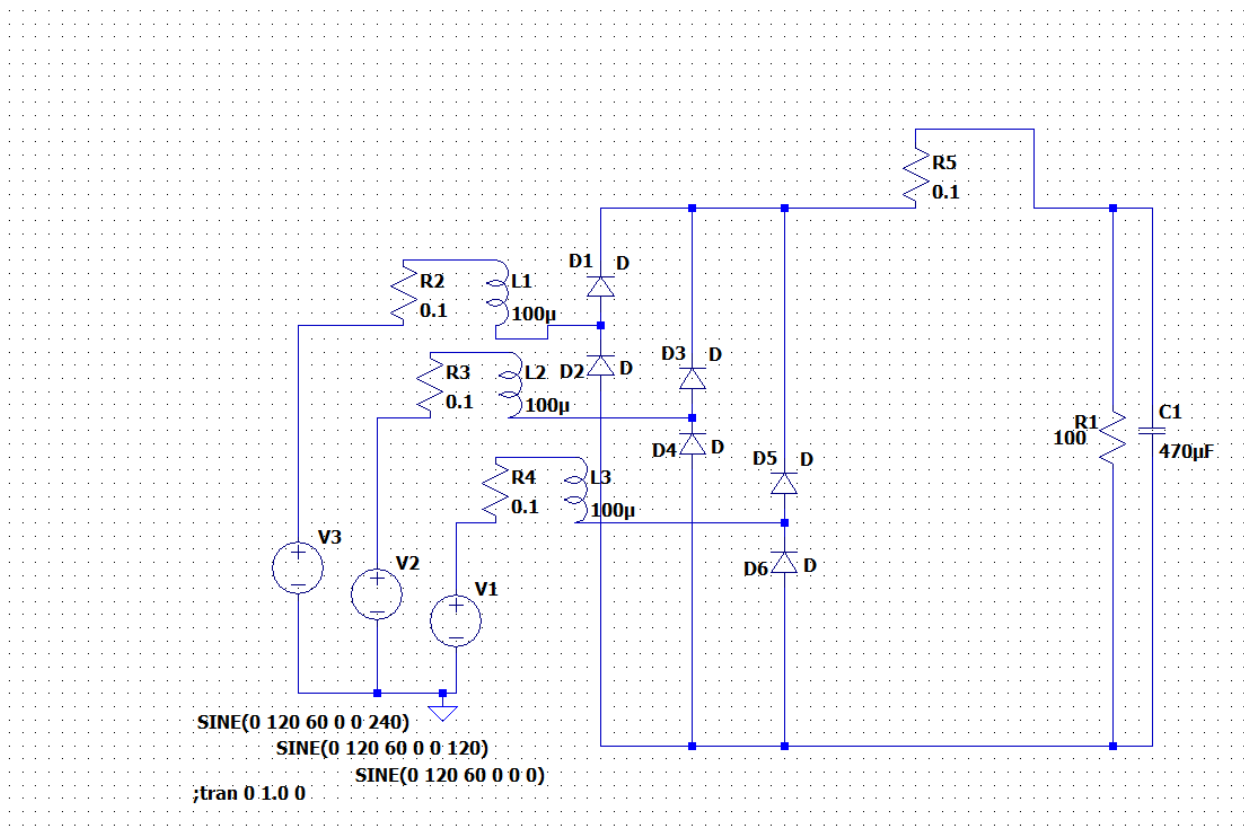 R5
0.1
D1 D
R2 L1
0.1 100µ
D3 D
R3 L2 D2 D
0.1 100µ
C1
R1
100
470µF
D4 D
D5 D
R4 L3
0.1 100µ
V3
V2
D6 D
V1
SINE(0 120 60 0 0 240)
SINE(0 120 60 0 0 120)
SINE(0 120 60 0 0 0)
;tran 0 1.0 0